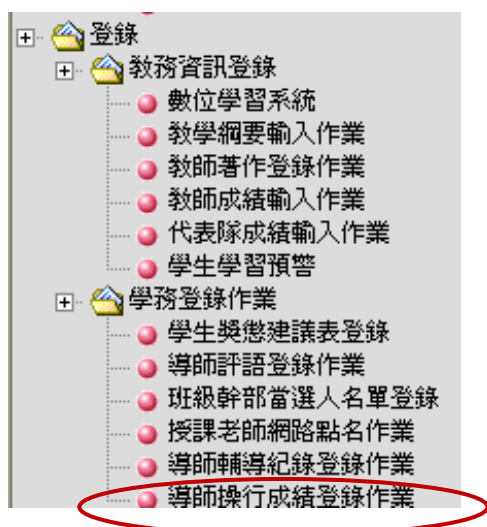 登錄
教務資訊登錄
數位學習系統
教學綱要輸入作業
教師著作登錄作業
教師成績輸入作業
代表隊成績輸入作業
學生學習預警
學務登錄作業
學生獎懲建議表登錄
導師評語登錄作業
班級幹部當選人名單登錄
授課老師網路點名作業
導師輔導紀錄登錄作業
導師操行成績登錄作業